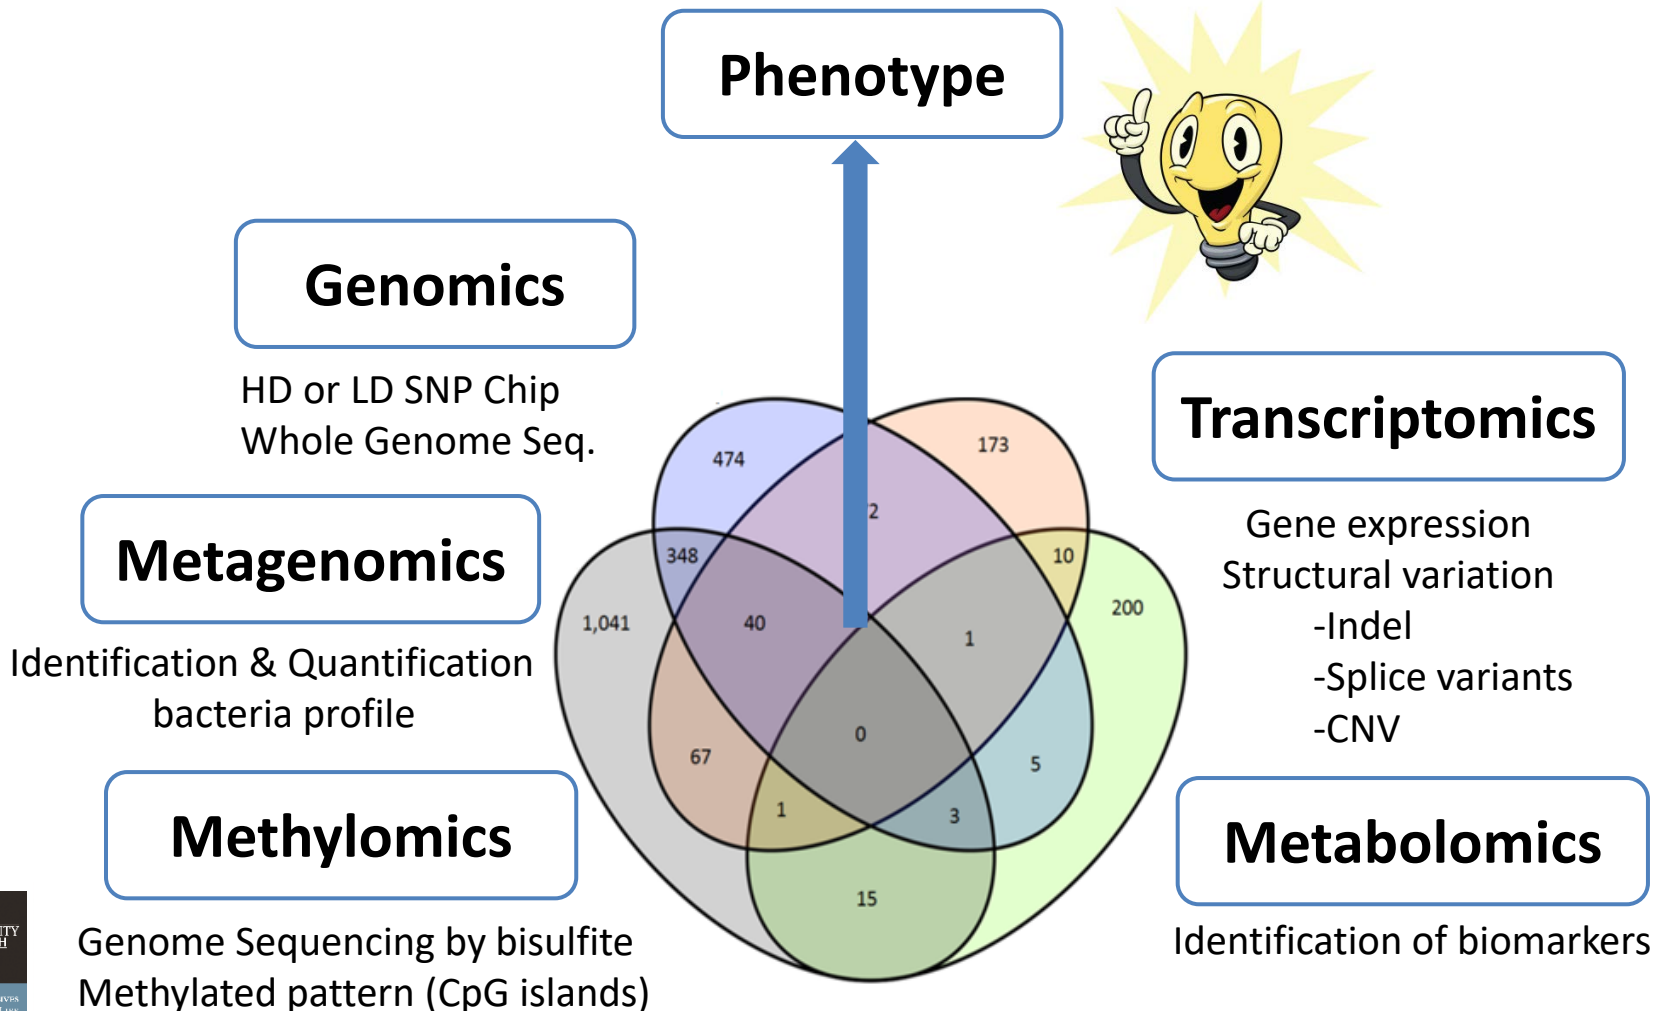 Phenotype
Genomics
HD or LD SNP Chip
Whole Genome Seq.
Transcriptomics
Gene expression
Structural variation
-Indel
-Splice variants
-CNV
Metagenomics
Identification & Quantification
bacteria profile
Methylomics
Genome Sequencing by bisulfite
Methylated pattern (CpG islands)
Metabolomics
Identification of biomarkers
474
173
2
348
10
1,041
40
1
200
67
0
5
1
3
15